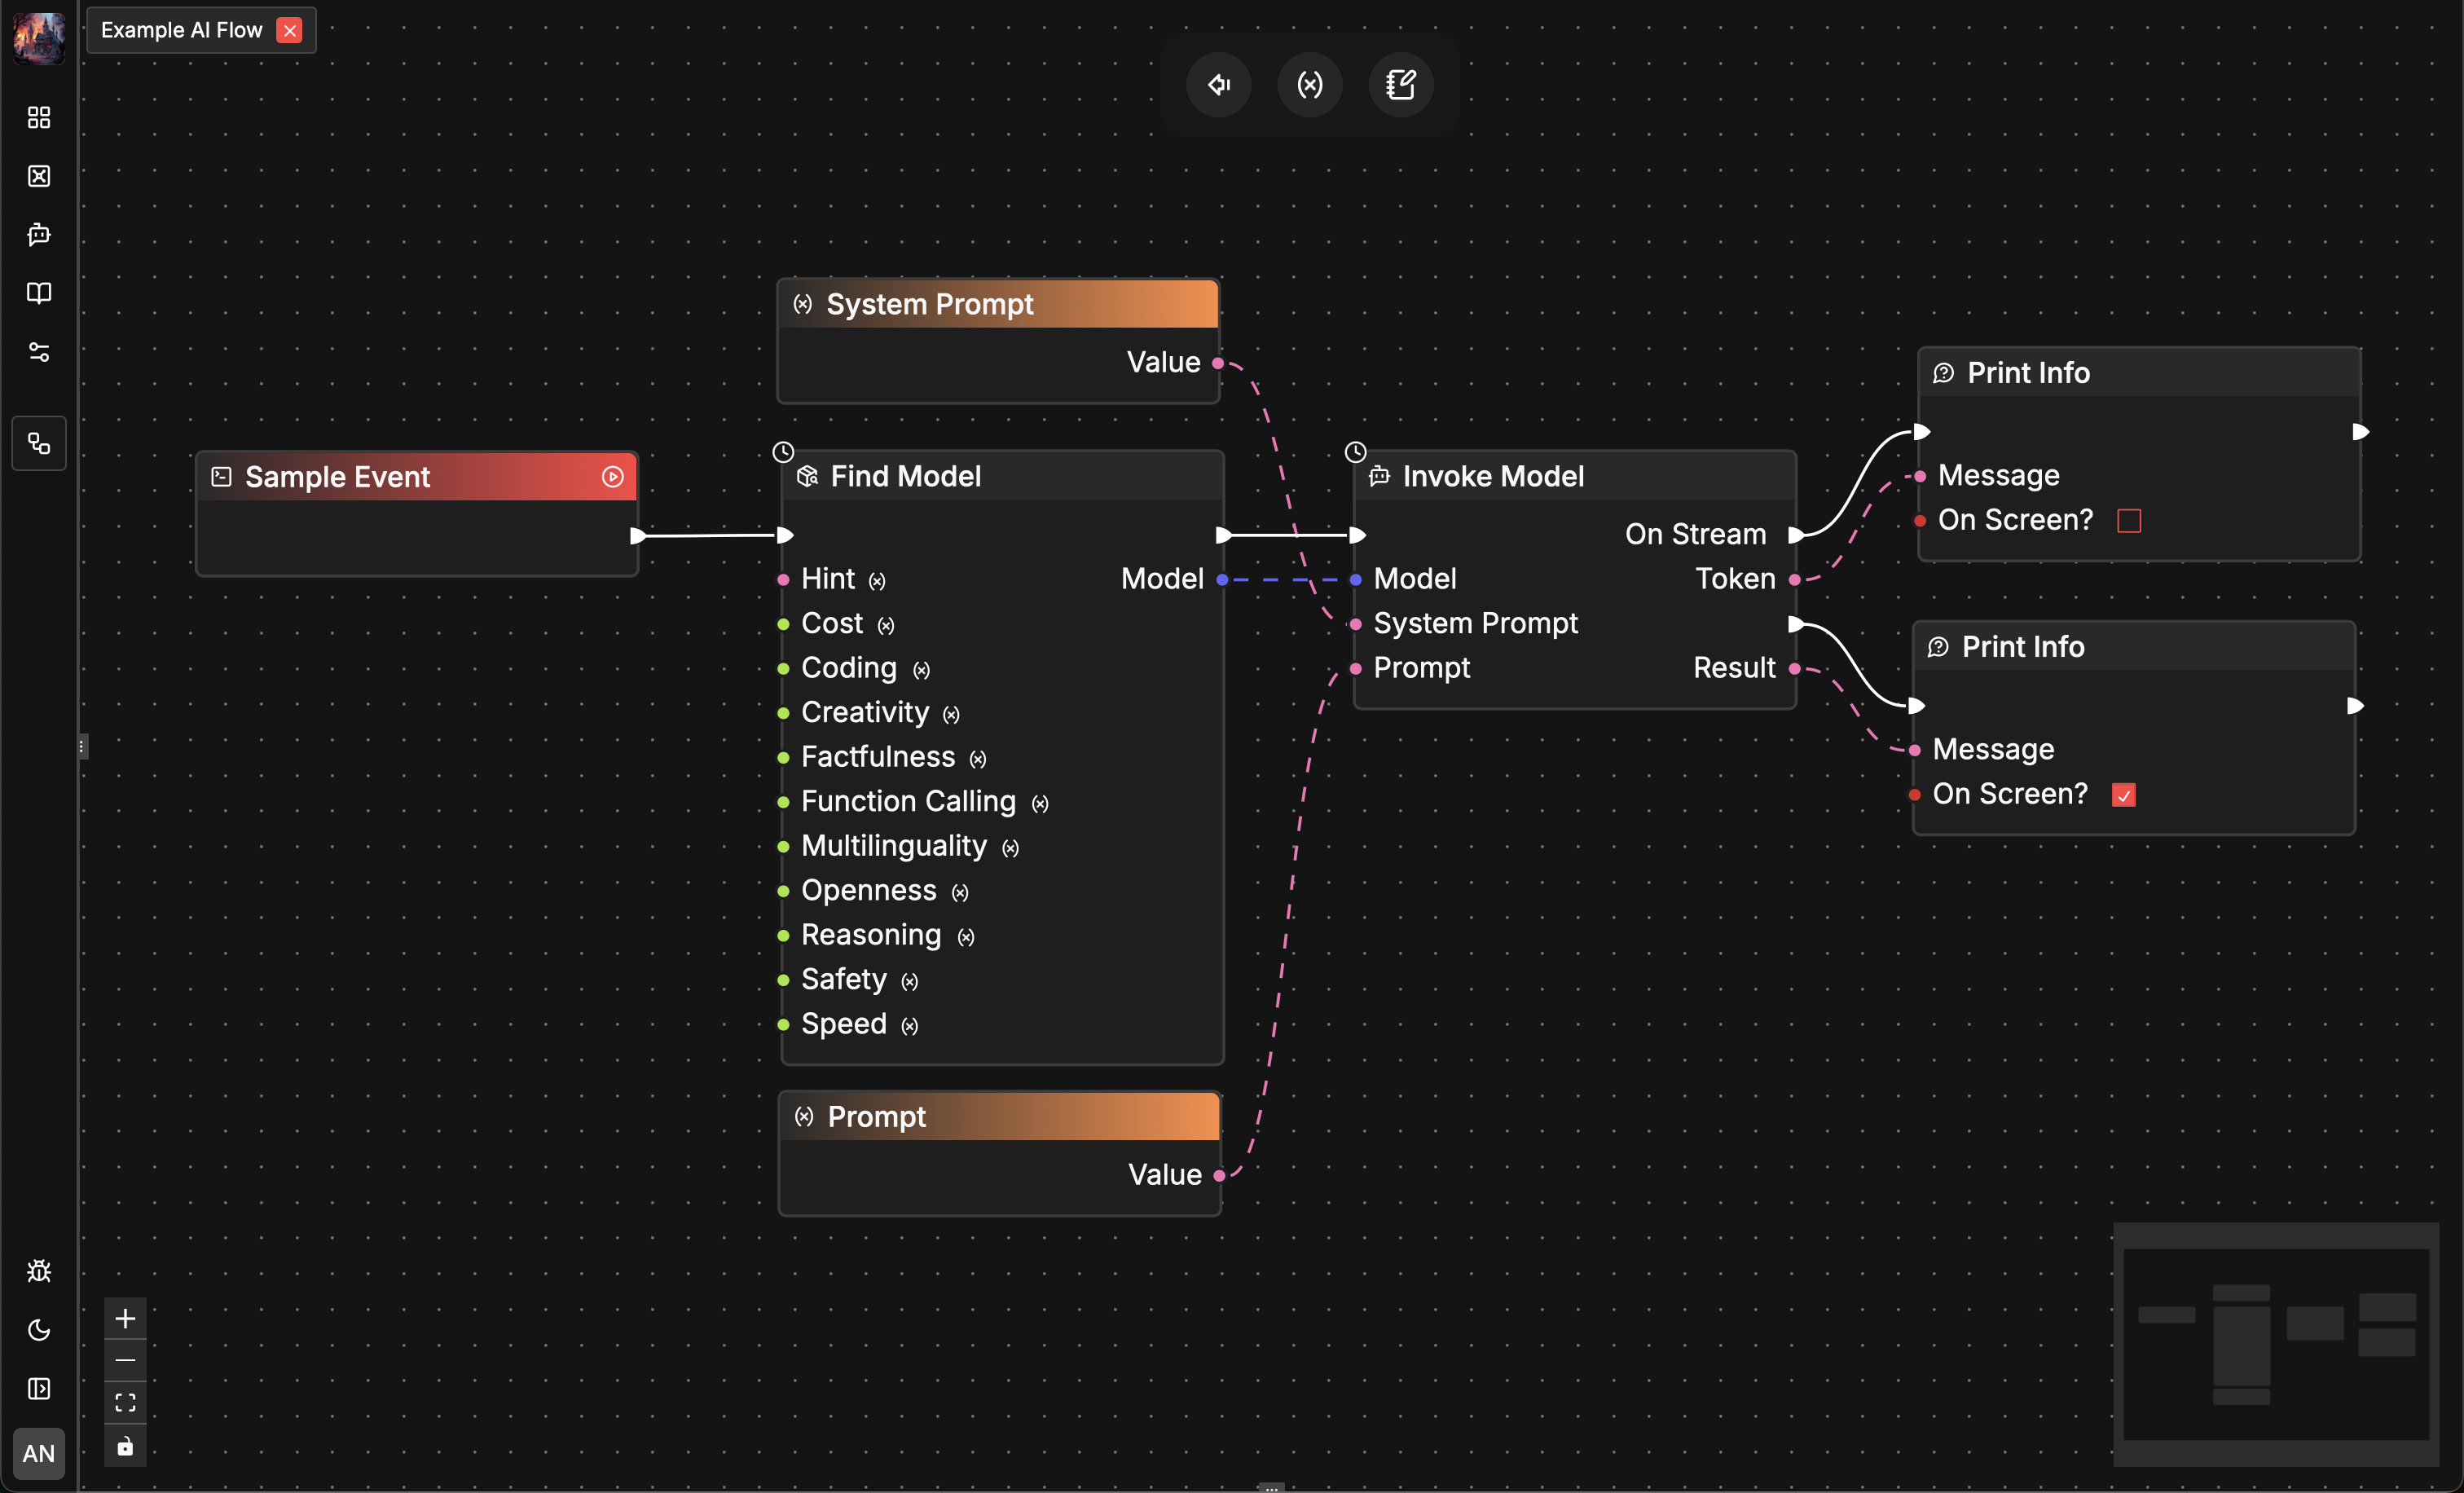 Example AI Flow
System Prompt
Value
Sample Event
Find Model
Hint
Model
Cost
Coding
Creativity
Factfulness
Function Calling
Multilinguality
Openness
Reasoning
Safety
Speed
Prompt
Value
Invoke Model
On Stream
Model
Token
System Prompt
Prompt
Result
Print Info
Message
On Screen?
Print Info
Message
On Screen?
AN